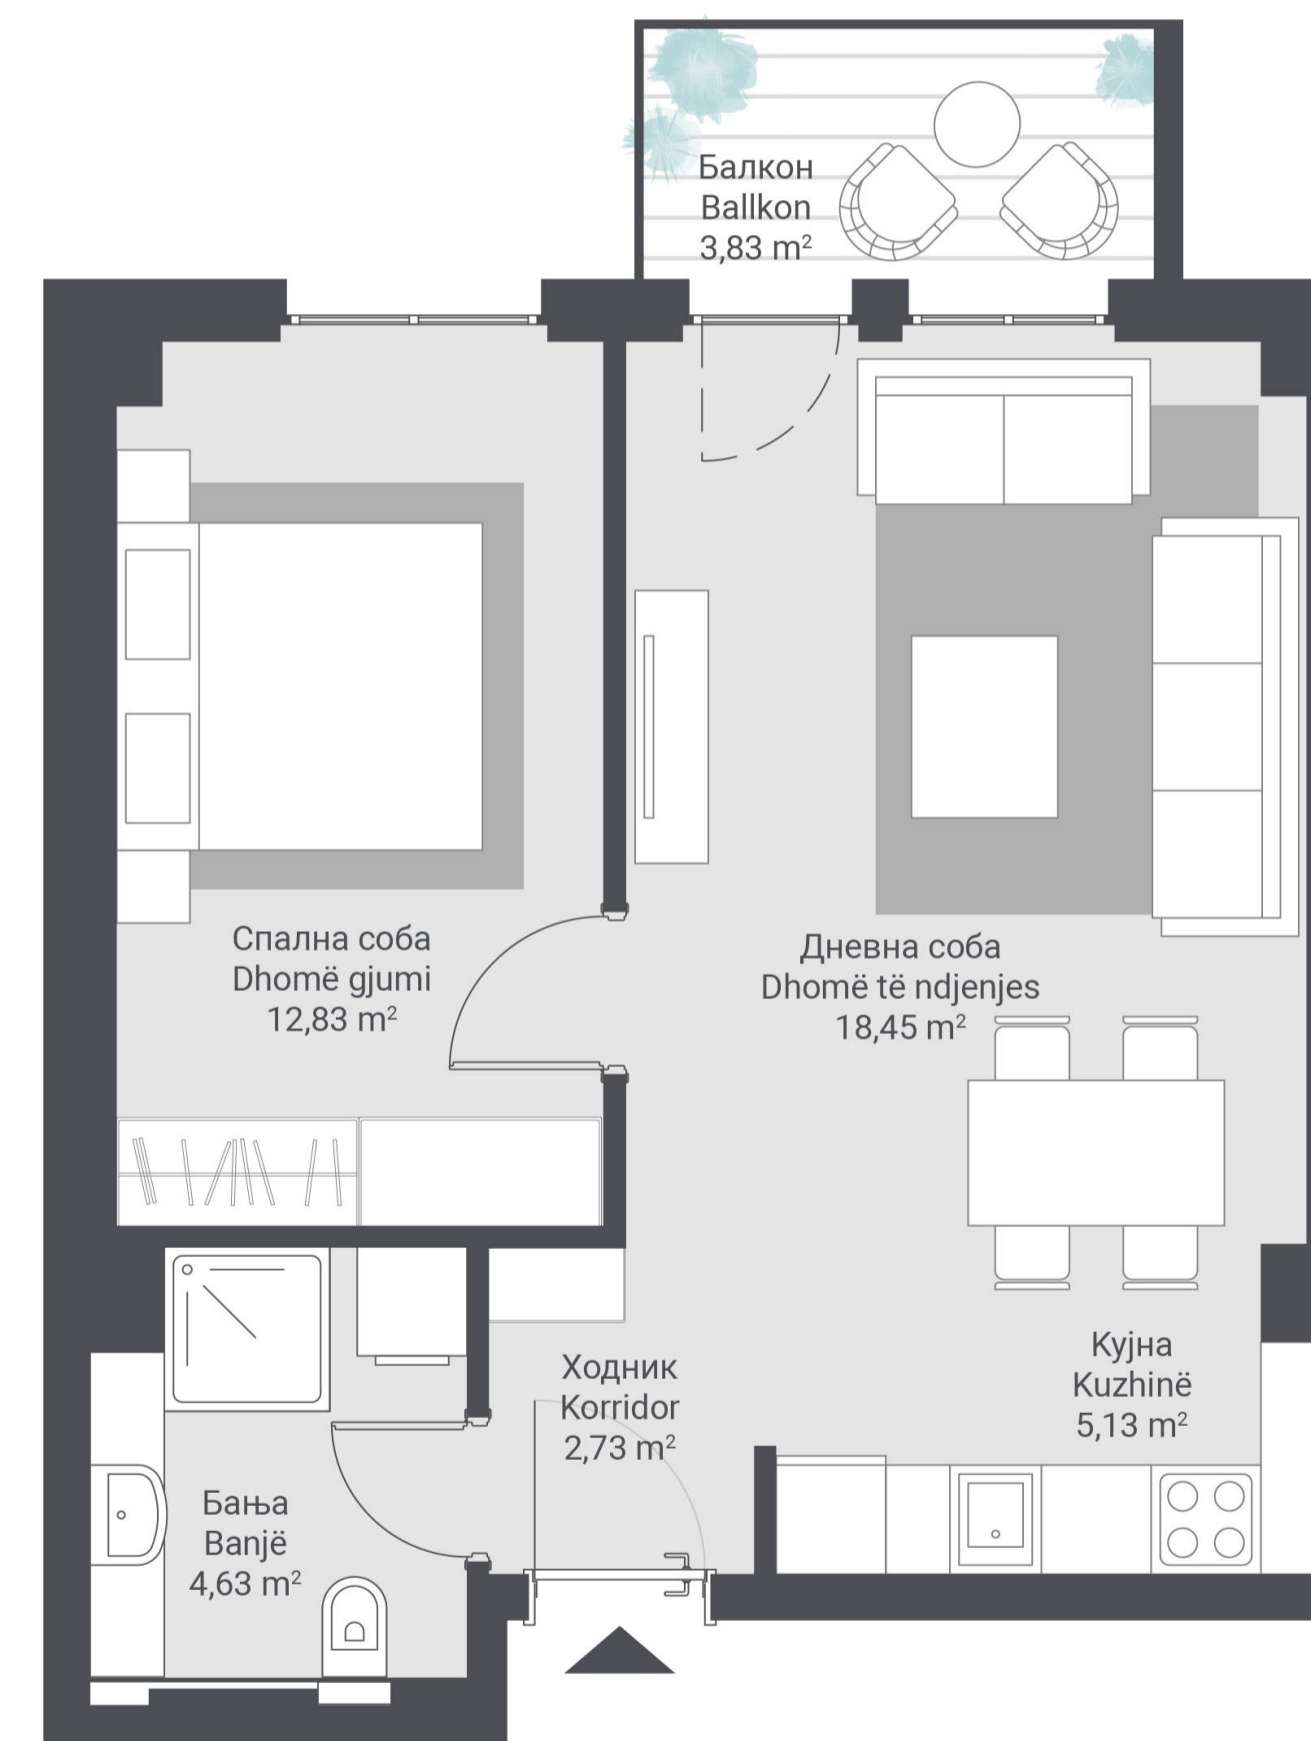 Балкон
Ballkon
3,83 m²
Спална соба
Dhomë gjumi
12,83 m²
Дневна соба
Dhomë të ndjenjes
18,45 m²
Кујна
Kuzhinë
5,13 m²
Ходник
Korridor
2,73 m²
Бања
Banjë
4,63 m²